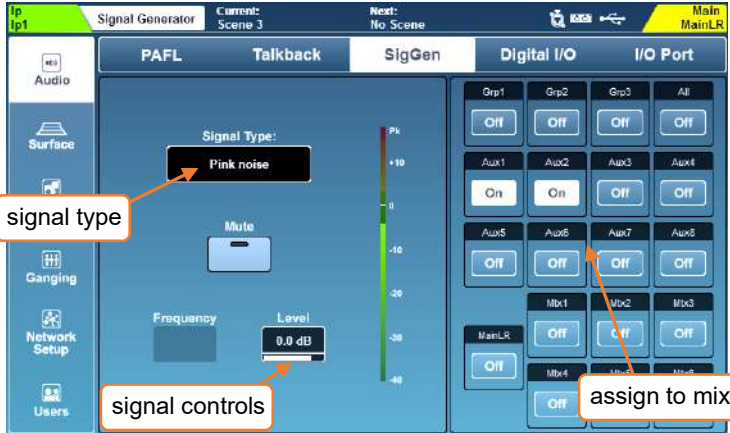 Ip
Ip1
Signal Generator
Current:
Scene 3
Next:
No Scene
Main
MainLR
Audio
Surface
Ganging
Network
Setup
Users
PAFL
Talkback
SigGen
Digital I/O
I/O Port
Signal Type:
Pink noise
Mute
Frequency
Level
0.0 dB
Pk
+10
0
-10
-20
-30
-40
signal type
signal controls
Grp1 Grp2 Grp3 All
Off Off Off Off
Aux1 Aux2 Aux3 Aux4
On On Off Off
Aux5 Aux6 Aux7 Aux8
Off Off Off Off
Mtx1 Mtx2 Mtx3
MainLR Off Off Off
Off
Mtx4
Off
assign to mix